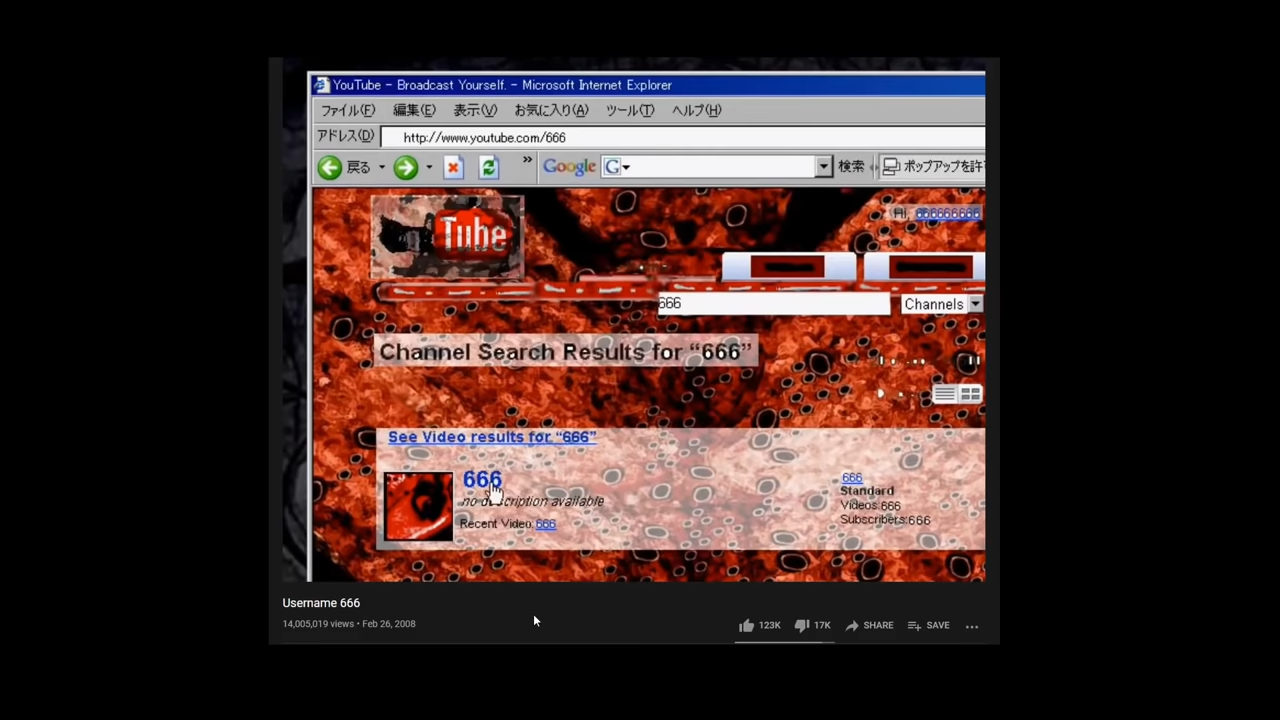 YouTube - Broadcast Yourself. - Microsoft Internet Explorer
ファイル(F) 編集(E) 表示(V) お気に入り(A) ツール(T) ヘルプ(H)
アドレス(D) http://www.youtube.com/666
戻る » Google G 検索 ポップアップを許
Tube
Hi, 666666666
666 Channels
Channel Search Results for “666”
See Video results for “666”
666
no description available
Recent Video: 666
666
Standard
Videos:666
Subscribers:666
Username 666
14,005,019 views • Feb 26, 2008
123K 17K SHARE SAVE